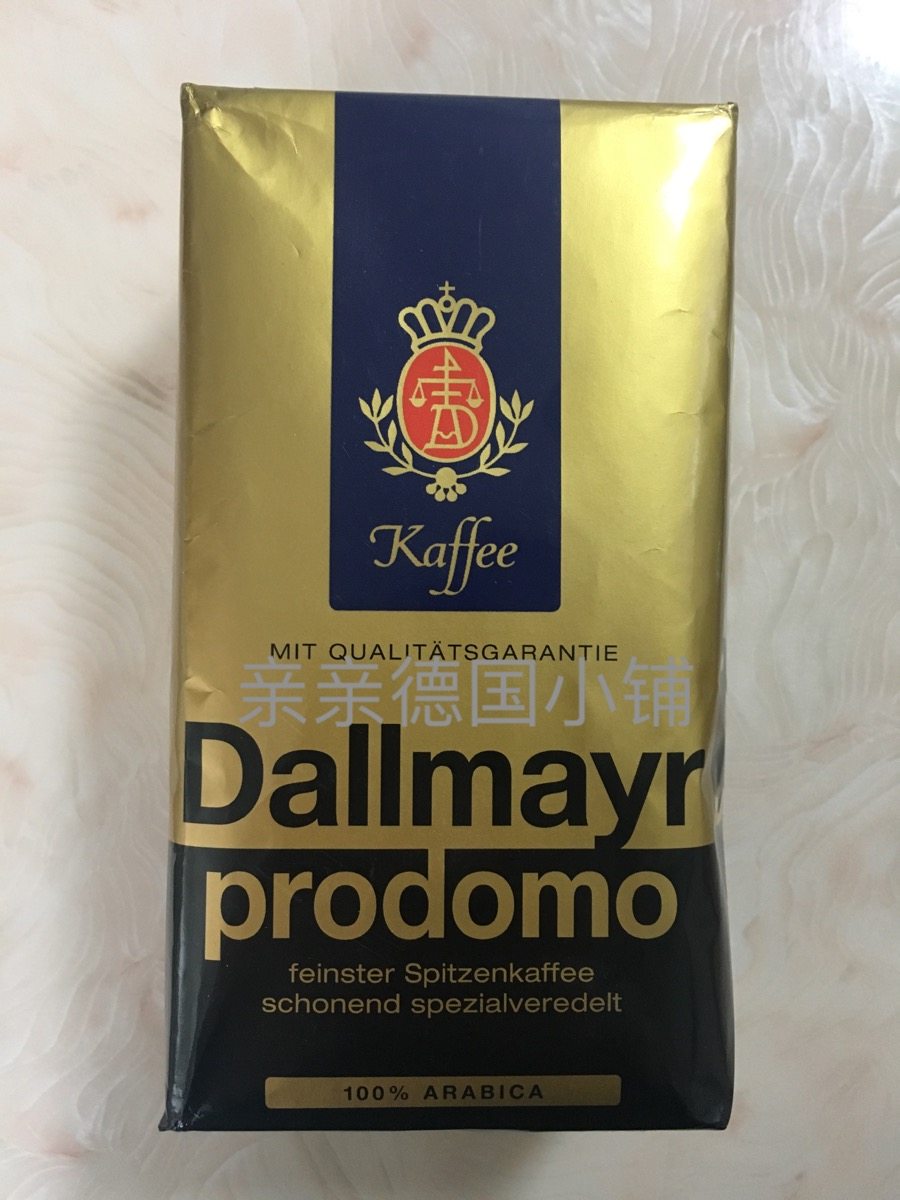 Kaffee
MIT QUALITÄTSGARANTIE
亲亲德国小铺
Dallmayr
prodomo
feinster Spitzenkaffee
schonend spezialveredelt
100% ARABICA